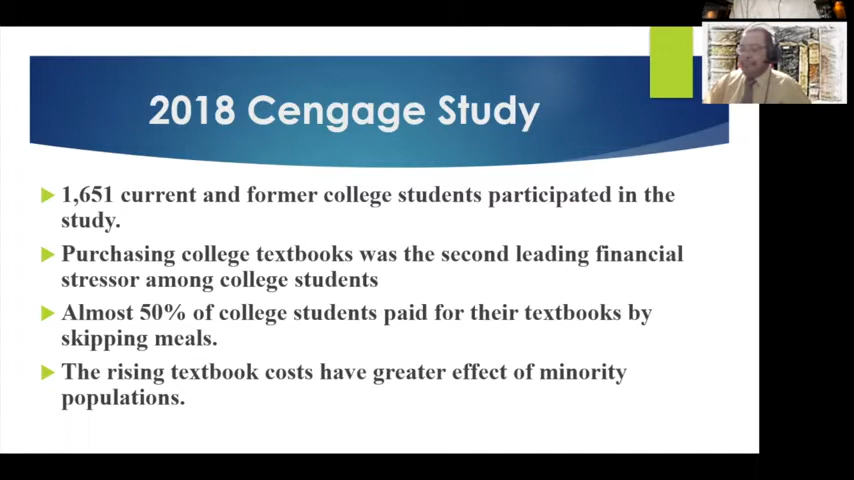 2018 Cengage Study
1,651 current and former college students participated in the
study.
Purchasing college textbooks was the second leading financial
stressor among college students
Almost 50% of college students paid for their textbooks by
skipping meals.
The rising textbook costs have greater effect of minority
populations.